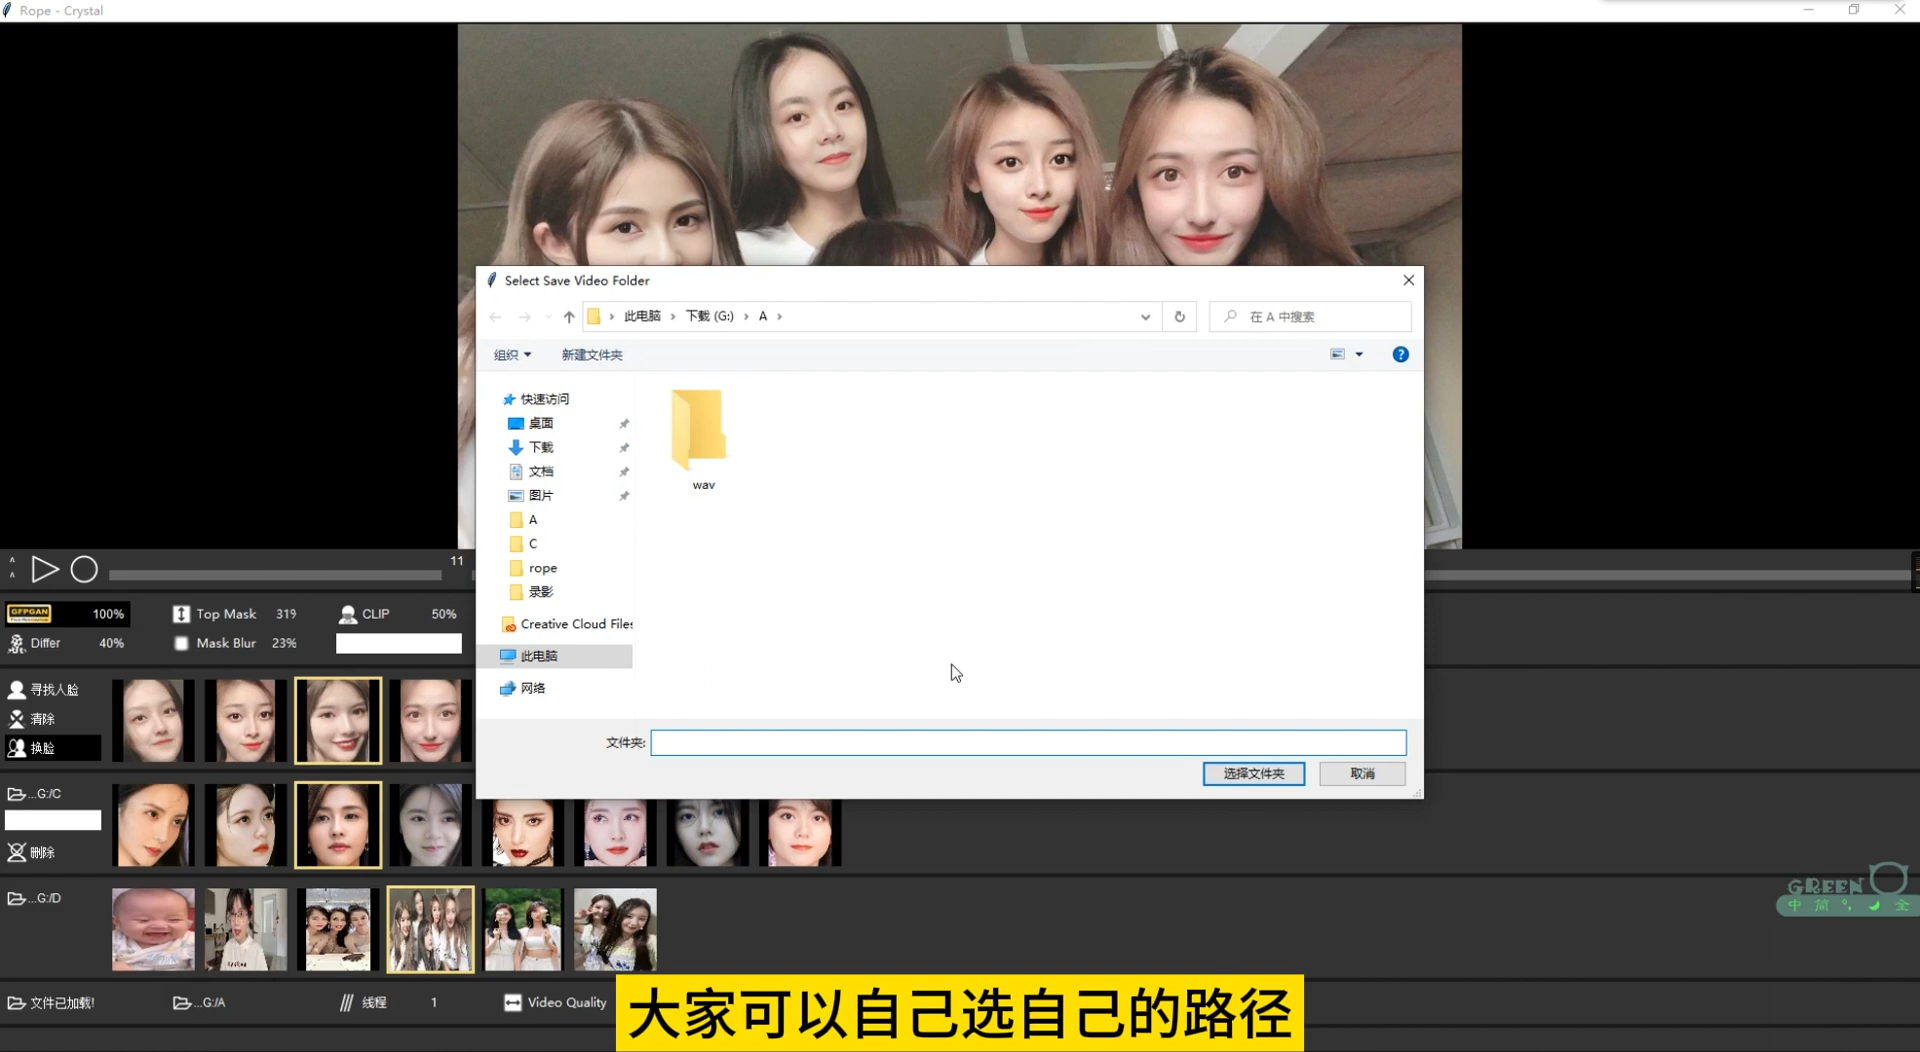 Rope - Crystal
Select Save Video Folder
此电脑 › 下载 (G:) › A ›
在 A 中搜索
组织
新建文件夹
快速访问
桌面
下载
文档
图片
A
C
rope
录影
Creative Cloud Files
此电脑
网络
wav
文件夹:
选择文件夹
取消
11
GFPGAN 100%
Top Mask 319
CLIP 50%
Differ 40%
Mask Blur 23%
寻找人脸
清除
换脸
...G:/C
删除
...G:/D
文件已加载!
...G:/A
线程 1
Video Quality
GREEN
中 简 °, 全
大家可以自己选自己的路径